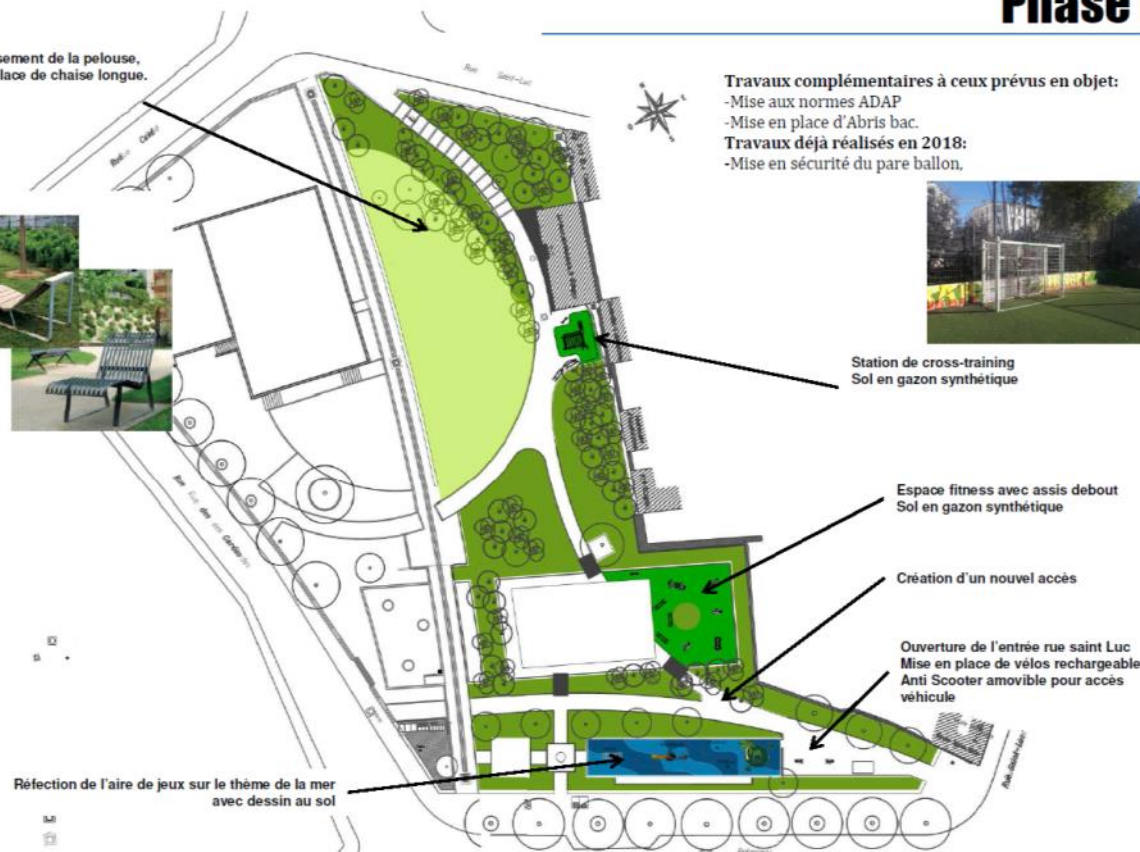 Phase
sement de la pelouse,
lace de chaise longue.
Rue Saint-Luc
Travaux complémentaires à ceux prévus en objet:
-Mise aux normes ADAP
-Mise en place d'Abris bac.
Travaux déjà réalisés en 2018:
-Mise en sécurité du pare ballon,
Station de cross-training
Sol en gazon synthétique
Espace fitness avec assis debout
Sol en gazon synthétique
Création d'un nouvel accès
Ouverture de l'entrée rue saint Luc
Mise en place de vélos rechargeable
Anti Scooter amovible pour accès
véhicule
Réfection de l'aire de jeux sur le thème de la mer
avec dessin au sol
Rue Saint-Luc